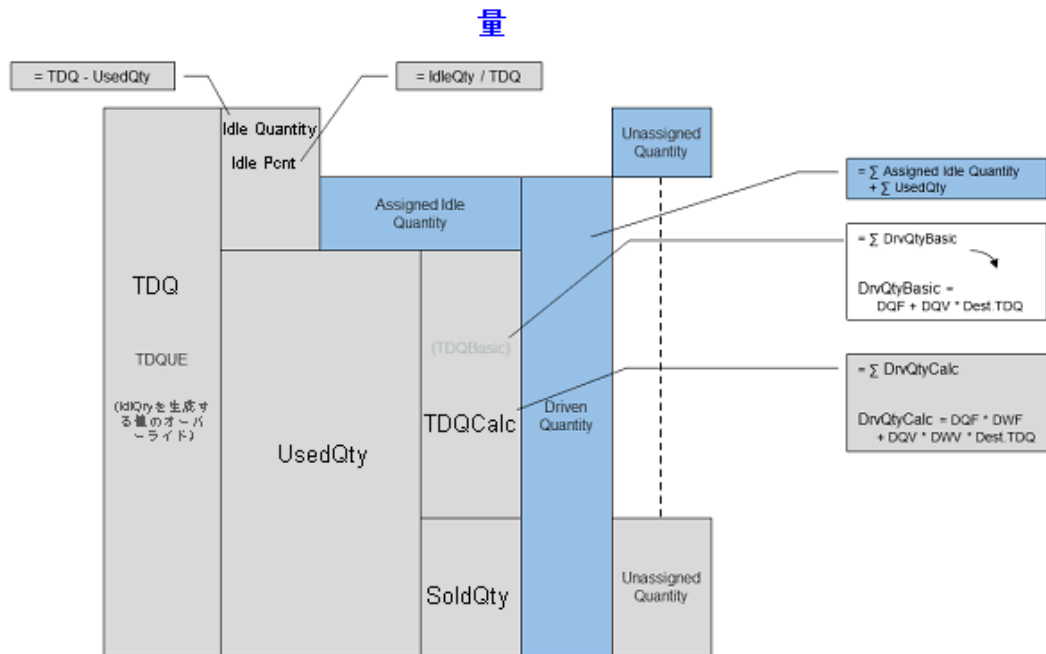 量
= TDQ - UsedQty
= IdleQty / TDQ
Idle Quantity
Idle Pcnt
Unassigned
Quantity
Assigned Idle
Quantity
= ∑ Assigned Idle Quantity
+ ∑ UsedQty
= ∑ DrvQtyBasic
DrvQtyBasic =
DQF + DQV * Dest.TDQ
TDQ
TDQUE
(IdlQryを生成す
る値のオーバ
ーライド)
(TDQBasic)
= ∑ DrvQtyCalc
DrvQtyCalc = DQF * DWF
+ DQV * DWV * Dest.TDQ
TDQCalc
Driven
Quantity
UsedQty
SoldQty
Unassigned
Quantity